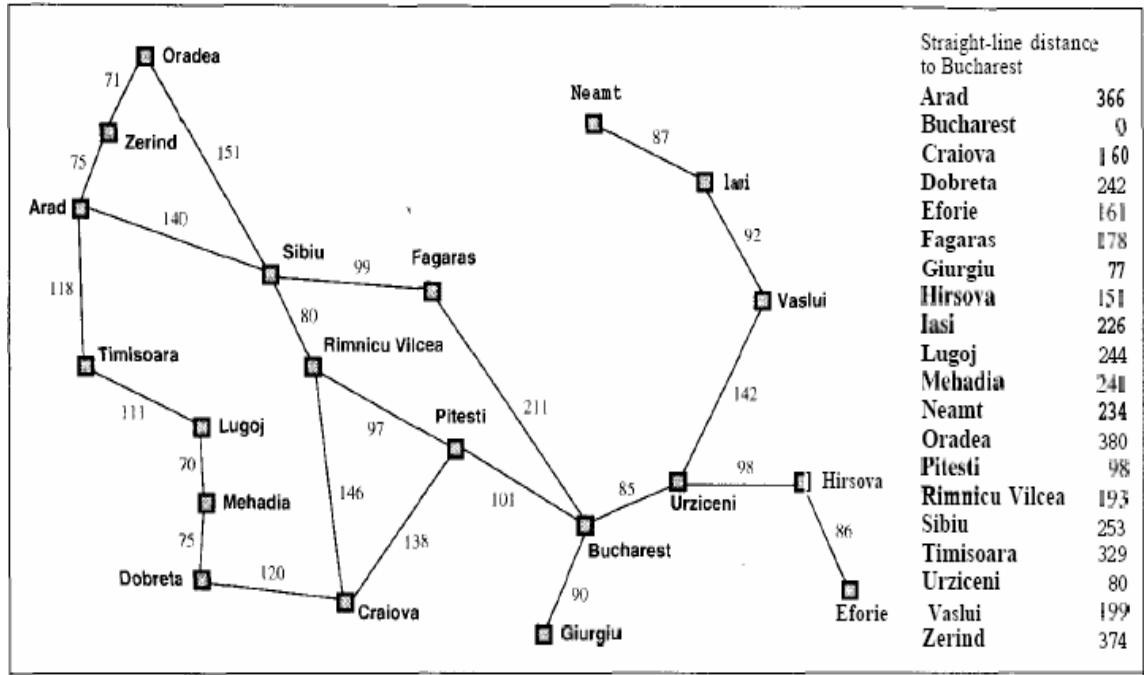 Oradea
71
Neamt
Zerind
87
151
75
Iasi
Arad
140
92
Sibiu
99
Fagaras
118
80
Vaslui
Timisoara
Rimnicu Vilcea
142
111
211
Lugoj
97
Pitesti
70
98
Hirsova
146
85
Urziceni
Mehadia
101
86
75
138
Bucharest
Dobreta
120
90
Craiova
Eforie
Giurgiu
Straight-line distance
to Bucharest
Arad 366
Bucharest 0
Craiova 160
Dobreta 242
Eforie 161
Fagaras 178
Giurgiu 77
Hirsova 151
Iasi 226
Lugoj 244
Mehadia 241
Neamt 234
Oradea 380
Pitesti 98
Rimnicu Vilcea 193
Sibiu 253
Timisoara 329
Urziceni 80
Vaslui 199
Zerind 374